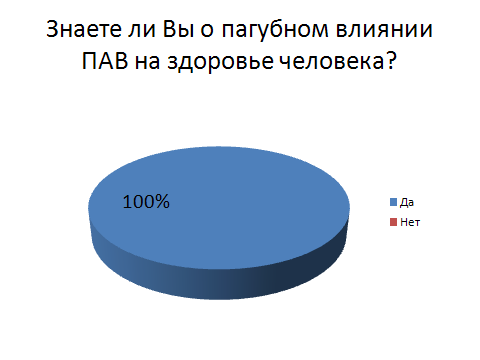 Знаете ли Вы о пагубном влиянии
ПАВ на здоровье человека?
100%
Да
Нет